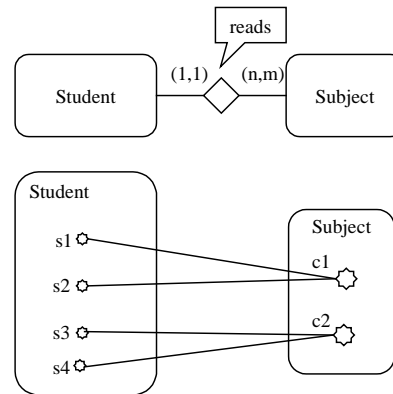 reads
Student
(1,1)
(n,m)
Subject
Student
Subject
s1
c1
s2
s3
c2
s4